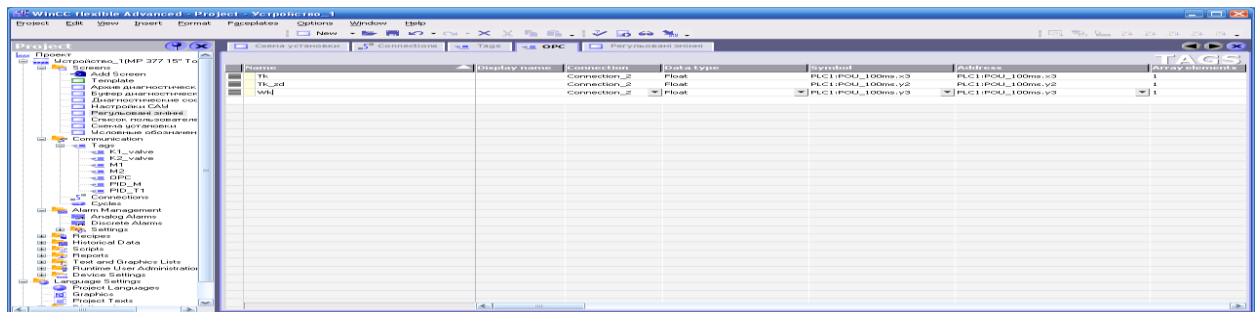 WinCC flexible Advanced - Project - Устройство_1
Project Edit View Insert Format Faceplates Options Window Help
New
Project
Схема установки Connections Tags OPC Регульовані змінні
TAGS
Name Display name Connection Data type Symbol Address Array elements
Tk Connection_2 Float PLC1:POU_100ms.x3 PLC1:POU_100ms.x3 1
Tk_zd Connection_2 Float PLC1:POU_100ms.y2 PLC1:POU_100ms.y2 1
Wk Connection_2 Float PLC1:POU_100ms.y3 PLC1:POU_100ms.y3 1
Проект
Устройство_1(MP 377 15" To
Screens
Add Screen
Template
Архив диагностическ
Буфер диагностическ
Диагностические соо
Настройки САУ
Регульовані змінні
Список пользователе
Схема установки
Условные обозначен
Communication
Tags
K1_valve
K2_valve
M1
M2
OPC
PID_M
PID_T1
Connections
Cycles
Alarm Management
Analog Alarms
Discrete Alarms
Settings
Recipes
Historical Data
Scripts
Reports
Text and Graphics Lists
Runtime User Administration
Device Settings
Language Settings
Project Languages
Graphics
Project Texts